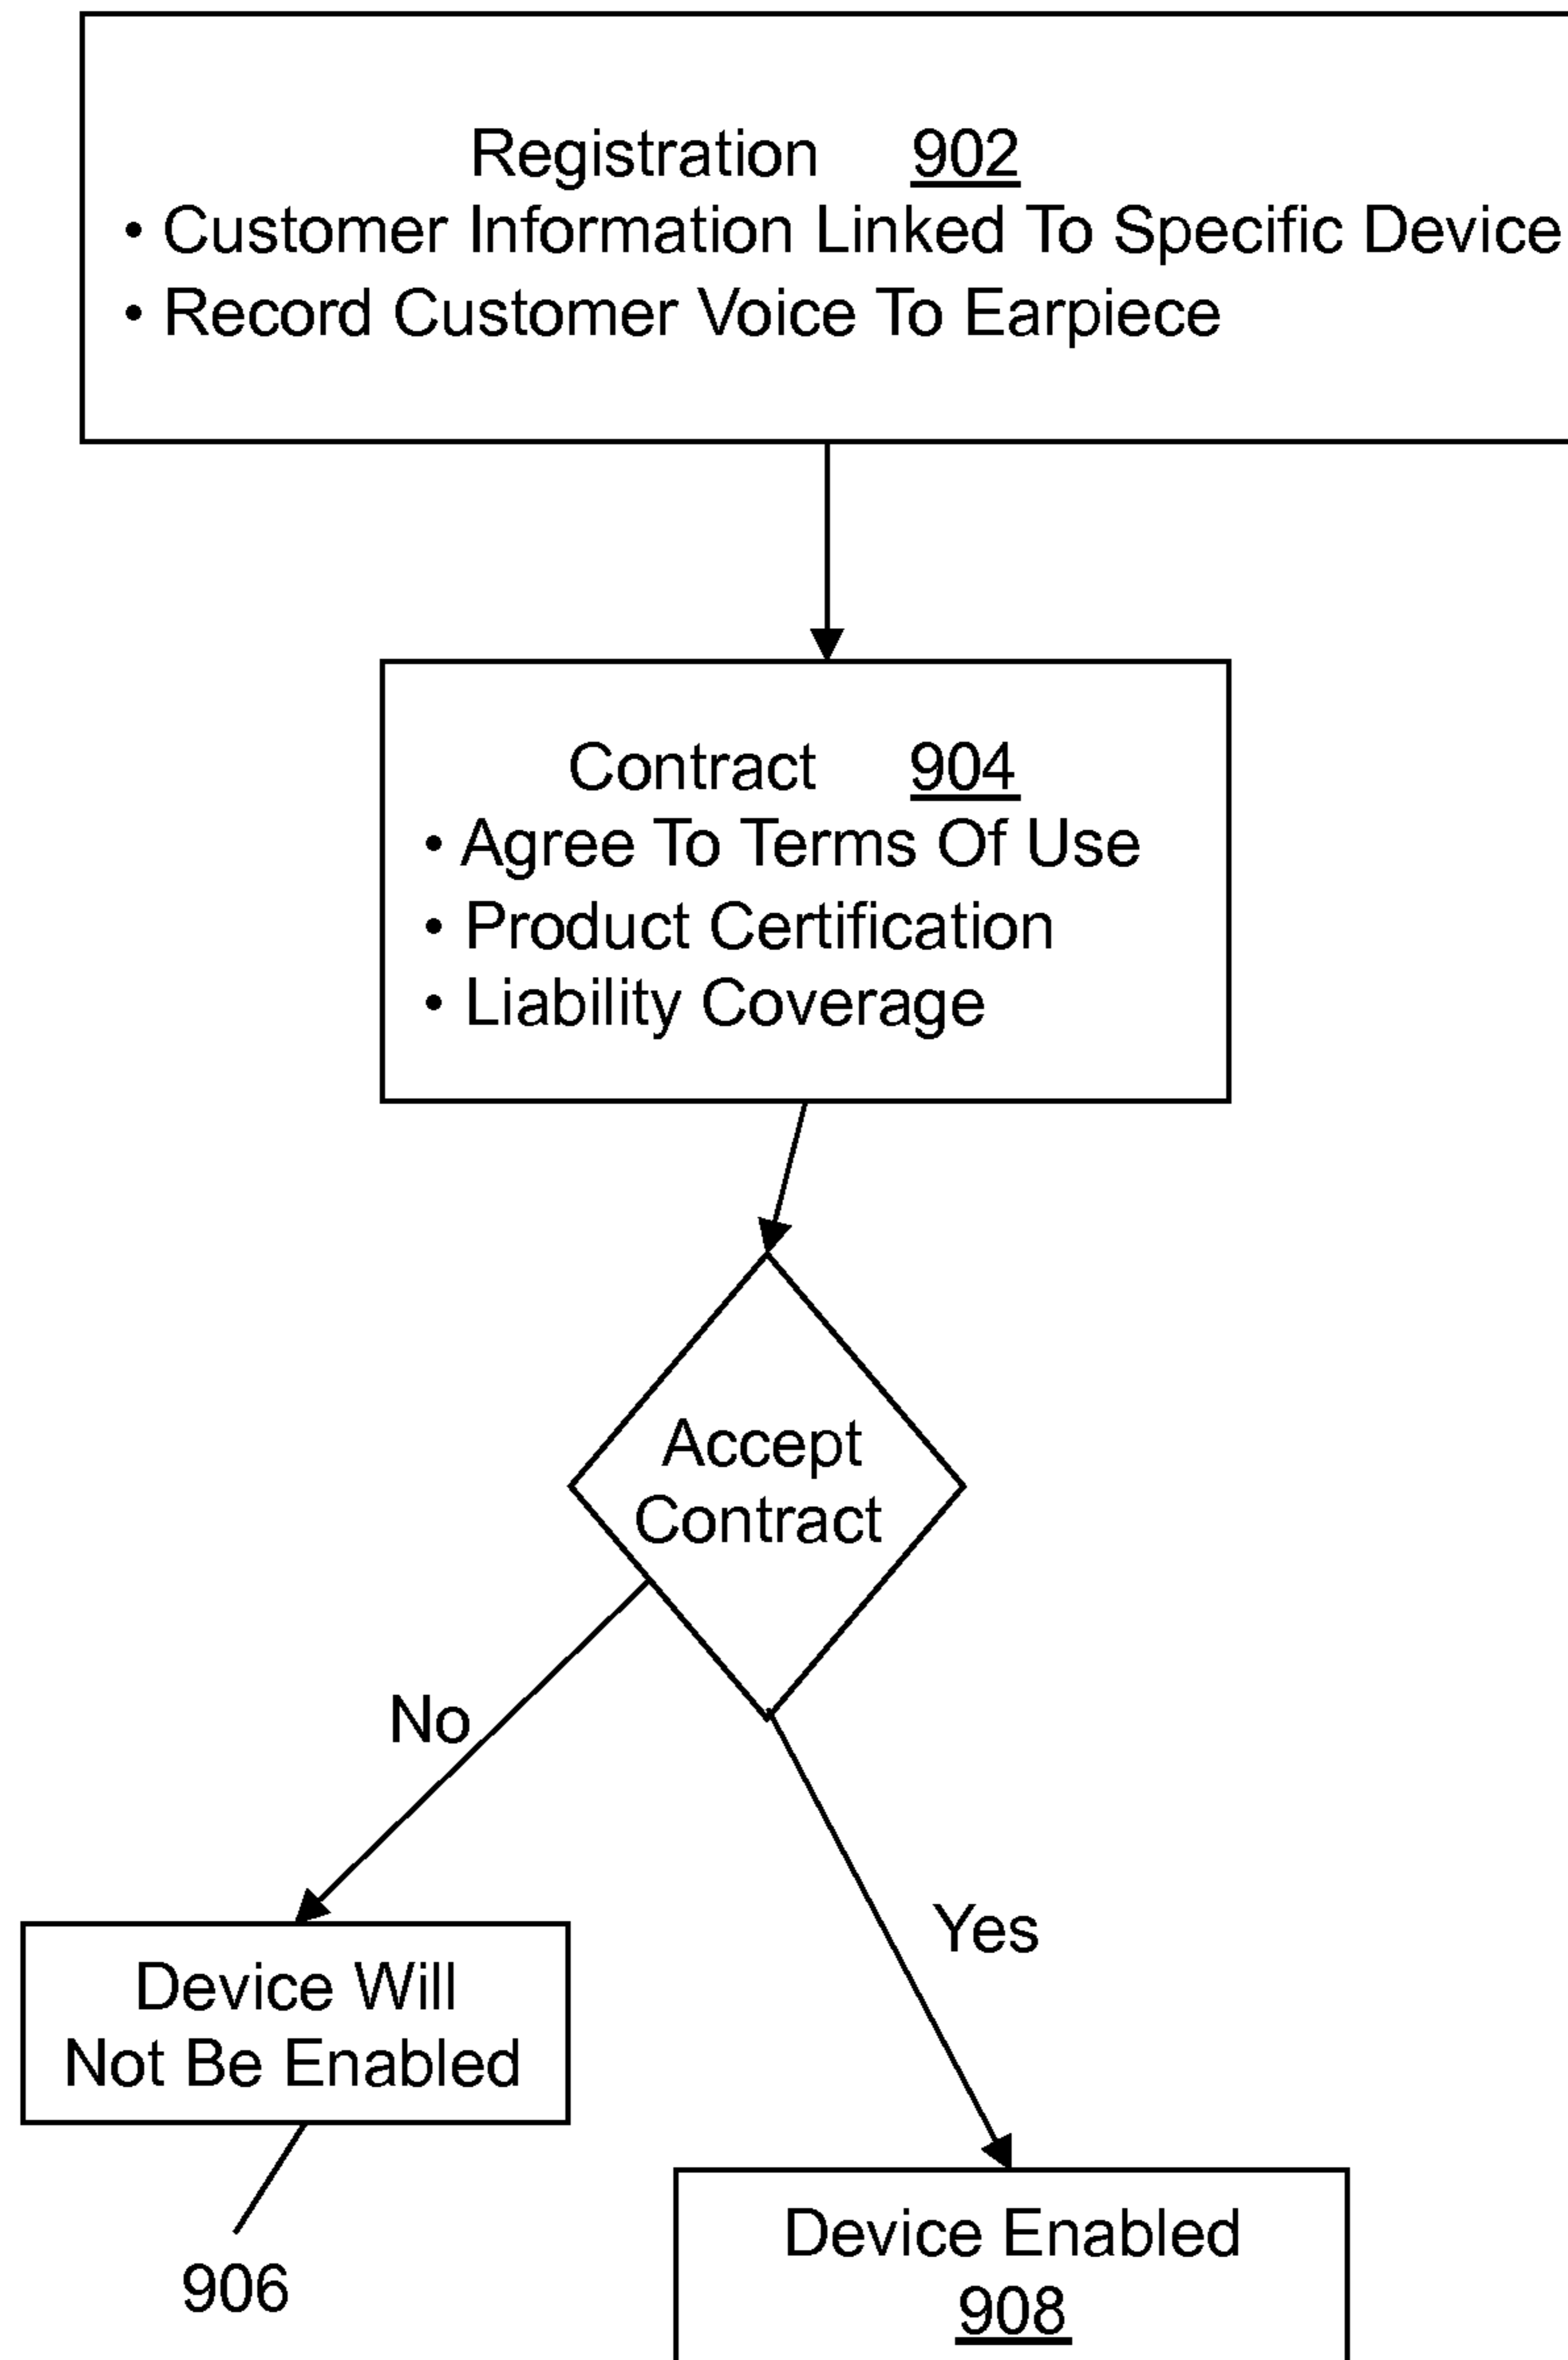 Registration 902
• Customer Information Linked To Specific Device
• Record Customer Voice To Earpiece
Contract 904
• Agree To Terms Of Use
• Product Certification
• Liability Coverage
Accept
Contract
No
Yes
Device Will
Not Be Enabled
906
Device Enabled
908